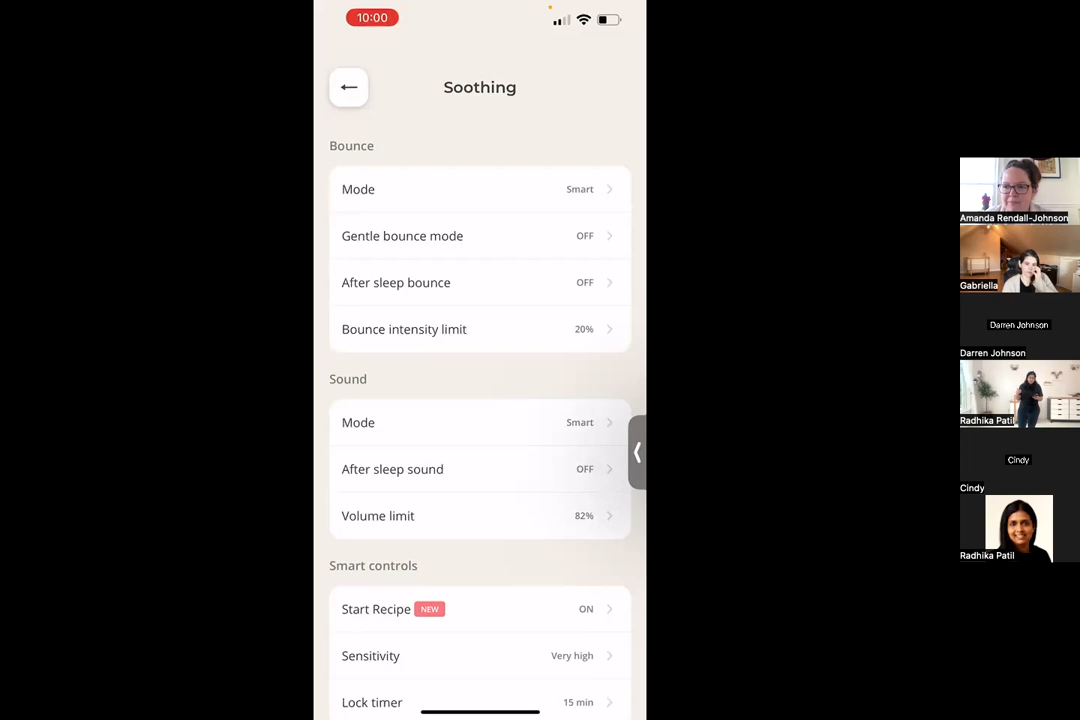 10:00
Soothing
Bounce
Mode Smart
Gentle bounce mode OFF
After sleep bounce OFF
Bounce intensity limit 20%
Sound
Mode Smart
After sleep sound OFF
Volume limit 82%
Smart controls
Start Recipe NEW ON
Sensitivity Very high
Lock timer 15 min
Amanda Rendall-Johnson
Gabriella
Darren Johnson
Darren Johnson
Radhika Patil
Cindy
Cindy
Radhika Patil